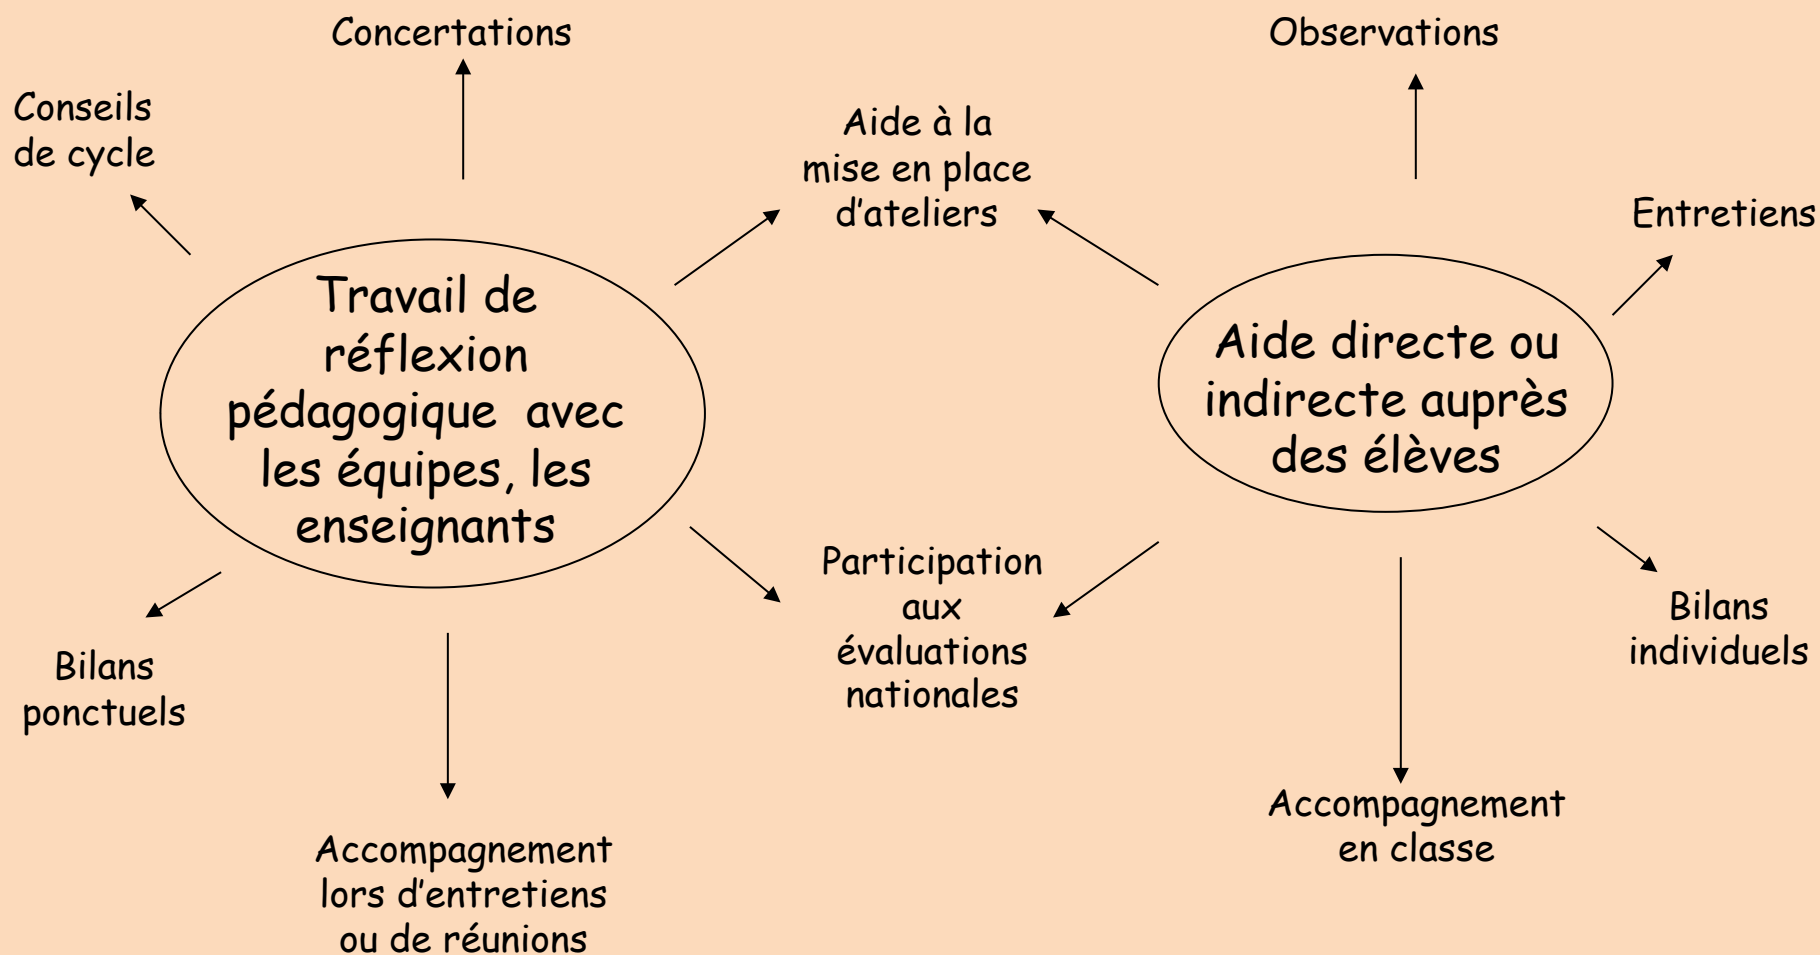 Concertations
Observations
Conseils
de cycle
Aide à la
mise en place
d'ateliers
Entretiens
Travail de
réflexion
pédagogique avec
les équipes, les
enseignants
Aide directe ou
indirecte auprès
des élèves
Participation
aux
évaluations
nationales
Bilans
individuels
Bilans
ponctuels
Accompagnement
en classe
Accompagnement
lors d'entretiens
ou de réunions